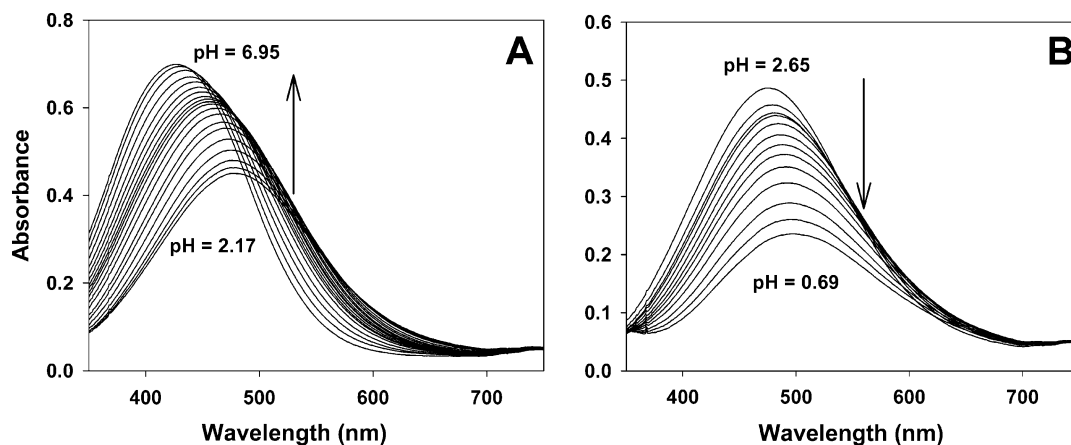 A
pH = 6.95
pH = 2.17
0.8
0.6
0.4
0.2
0.0
400
500
600
700
Absorbance
Wavelength (nm)
B
pH = 2.65
pH = 0.69
0.6
0.5
0.4
0.3
0.2
0.1
0.0
400
500
600
700
Wavelength (nm)